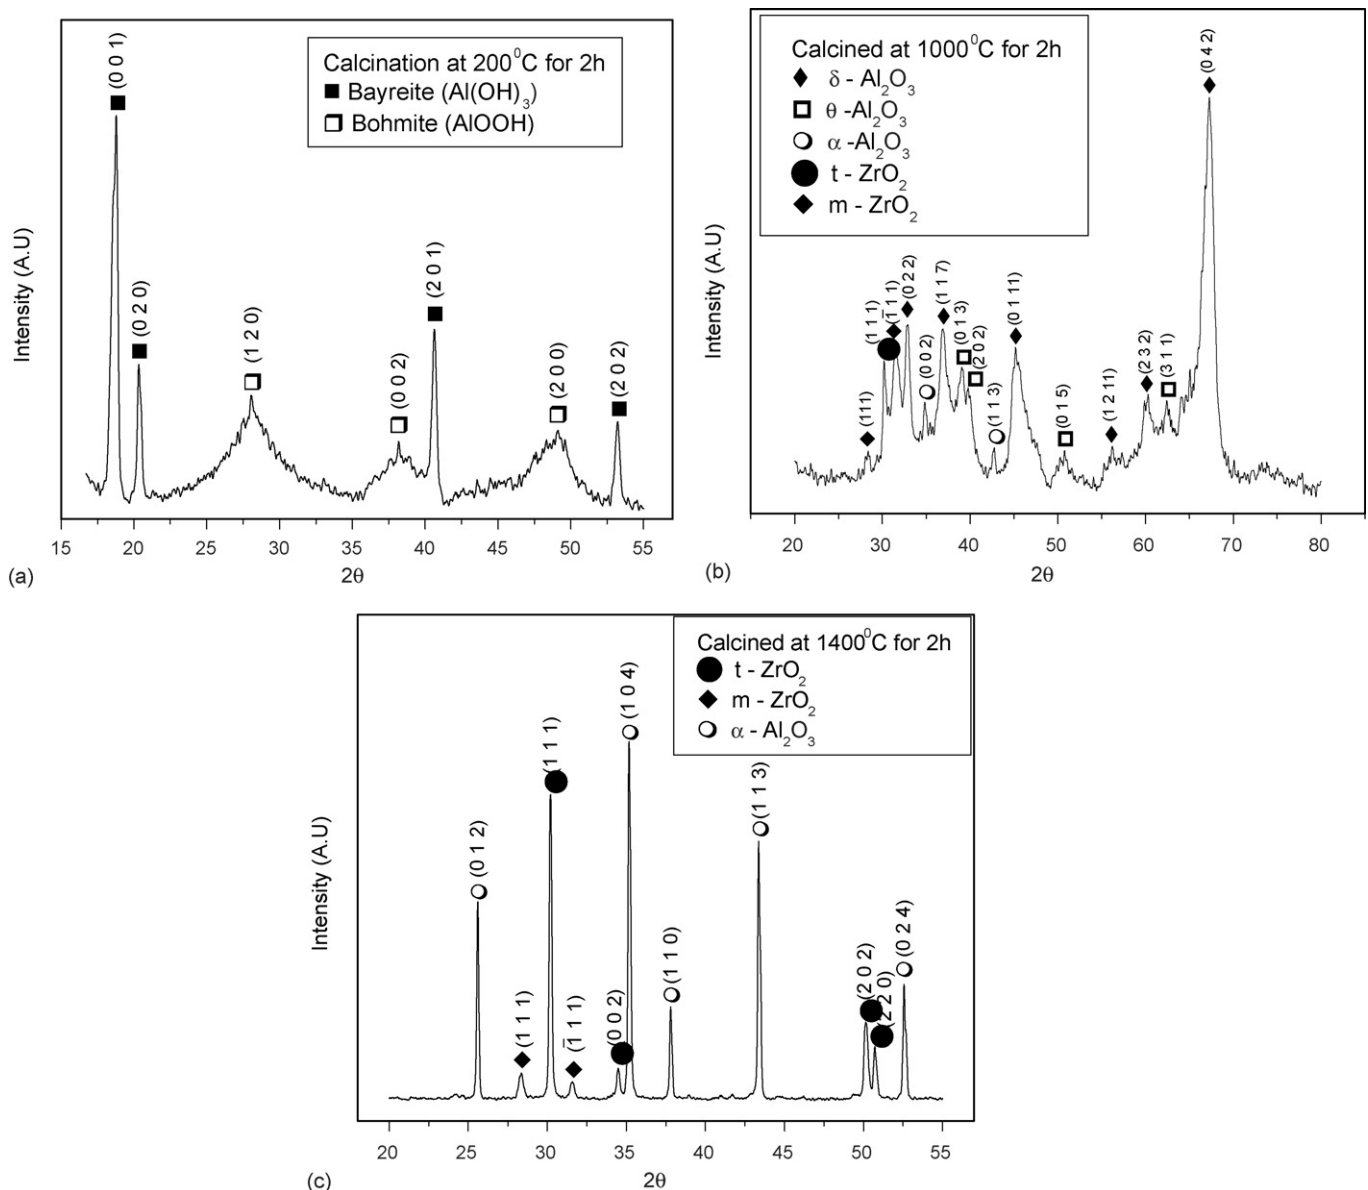 Calcination at 200⁰C for 2h
Bayreite (Al(OH)₃)
Bohmite (AlOOH)
(0 0 1)
(0 2 0)
(1 2 0)
(0 0 2)
(2 0 1)
(2 0 0)
(2 0 2)
Intensity (A.U)
15 20 25 30 35 40 45 50 55
2θ
(a)
Calcined at 1000⁰C for 2h
δ - Al₂O₃
θ -Al₂O₃
α -Al₂O₃
t - ZrO₂
m - ZrO₂
(111)
(1 1 1)
(1̅ 1 1)
(0 2 2)
(0 0 2)
(1 1 7)
(0 1 3)
(2 0 2)
(1 1 3)
(0 1 11)
(0 1 5)
(1 2 11)
(2 3 2)
(3 1 1)
(0 4 2)
Intensity (A.U)
20 30 40 50 60 70 80
2θ
(b)
Calcined at 1400⁰C for 2h
t - ZrO₂
m - ZrO₂
α - Al₂O₃
(0 1 2)
(1 1 1)
(1 1 1)
(1̅ 1 1)
(0 0 2)
(1 0 4)
(1 1 0)
(1 1 3)
(2 0 2)
(2 2 0)
(0 2 4)
Intensity (A.U)
20 25 30 35 40 45 50 55
2θ
(c)